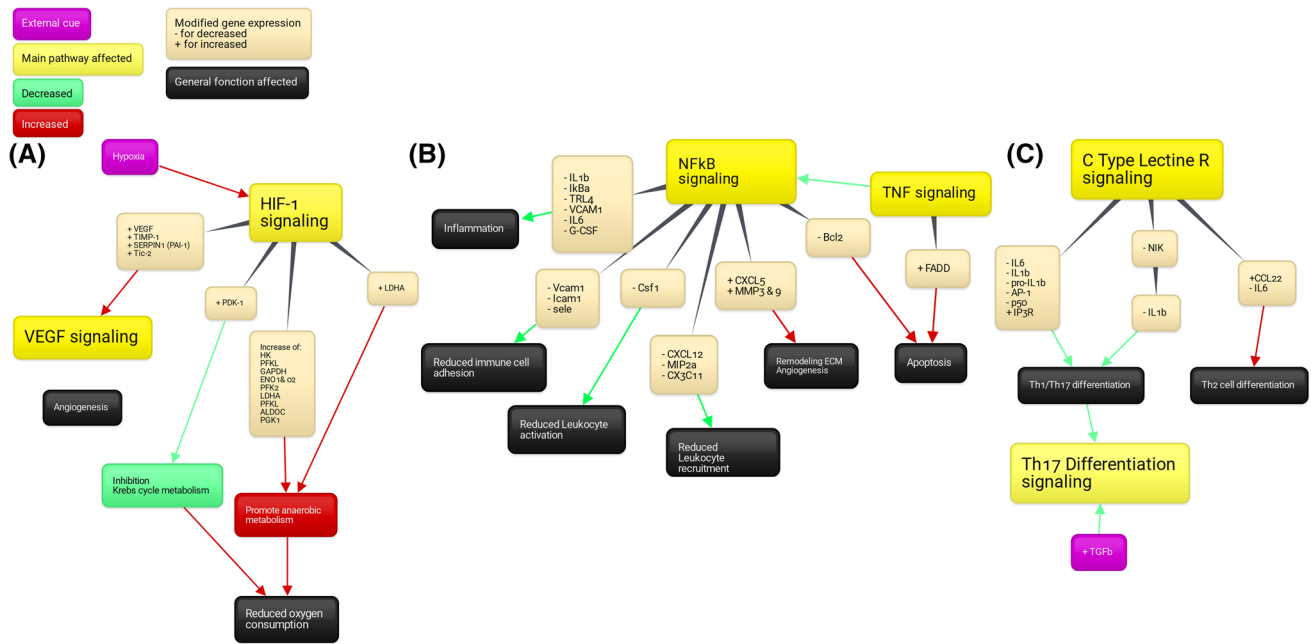 External cue
Main pathway affected
Decreased
Increased
Modified gene expression
- for decreased
+ for increased
General fonction affected
(A)
Hypoxia
HIF-1
signaling
+ VEGF
+ TIMP-1
+ SERPIN1 (PAI-1)
+ Tic-2
+ PDK-1
+ LDHA
VEGF signaling
Increase of:
HK
PFKL
GAPDH
ENO1& 02
PFK2
LDHA
PFKL
ALDOC
PGK1
Angiogenesis
Inhibition
Krebs cycle metabolism
Promote anaerobic
metabolism
Reduced oxygen
consumption
(B)
NFkB
signaling
TNF signaling
- IL1b
- IkBa
- TRL4
- VCAM1
- IL6
- G-CSF
Inflammation
- Bcl2
+ FADD
- Vcam1
- Icam1
- sele
- Csf1
+ CXCL5
+ MMP3 & 9
- CXCL12
- MIP2a
- CX3C11
Reduced immune cell
adhesion
Remodeling ECM
Angiogenesis
Apoptosis
Reduced Leukocyte
activation
Reduced
Leukocyte
recruitment
(C)
C Type Lectine R
signaling
- IL6
- IL1b
- pro-IL1b
- AP-1
- p50
+ IP3R
- NIK
- IL1b
+CCL22
- IL6
Th1/Th17 differentiation
Th2 cell differentiation
Th17 Differentiation
signaling
+ TGFb